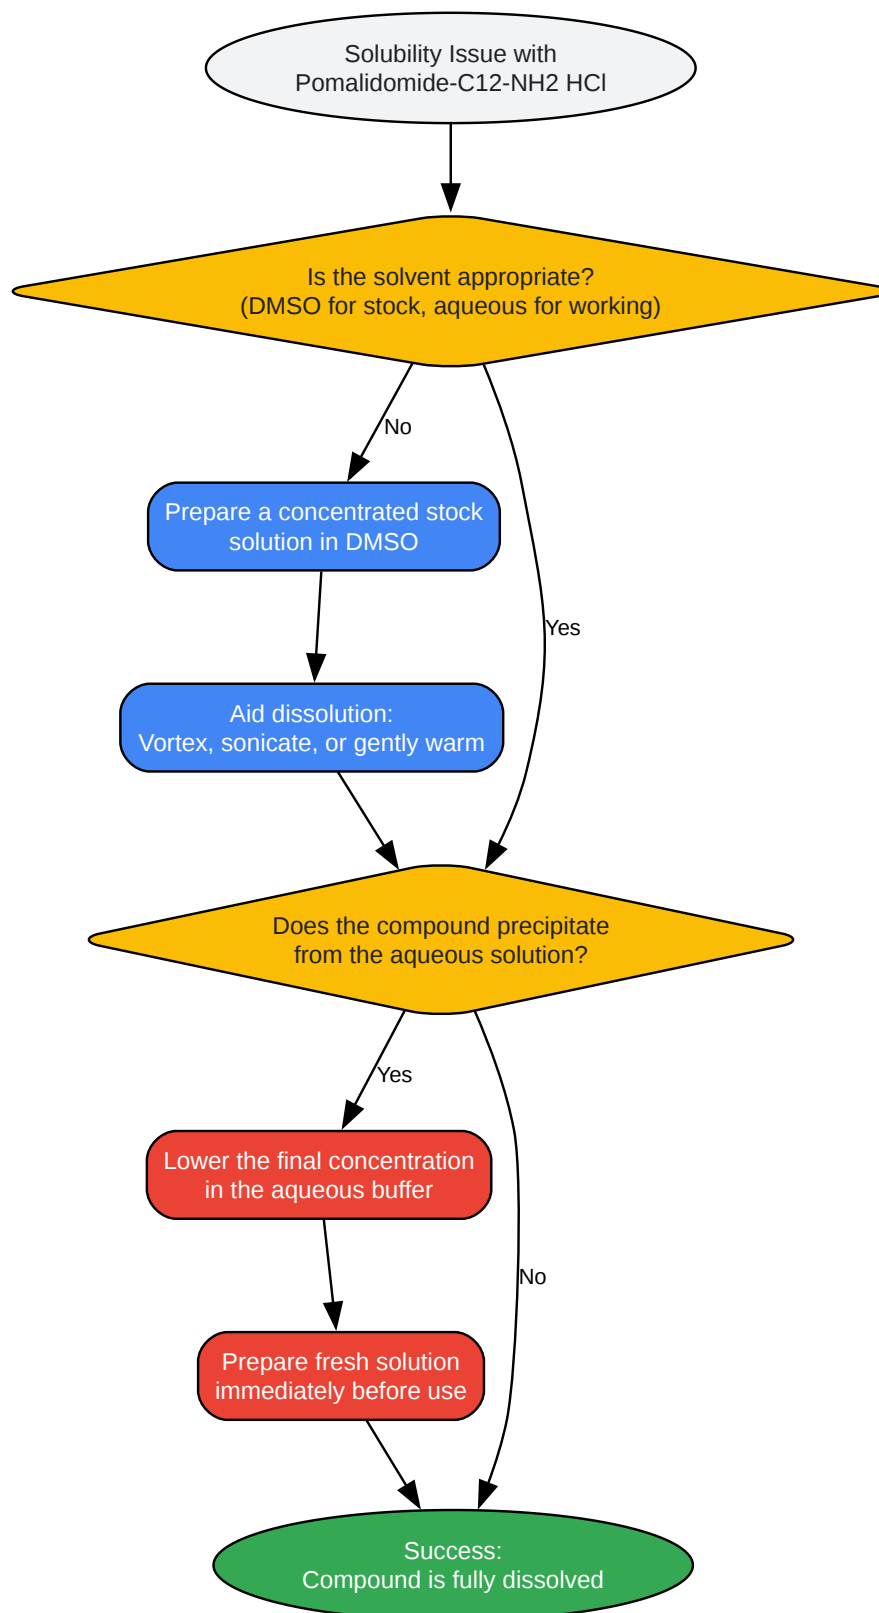 Solubility Issue with
Pomalidomide-C12-NH2 HCl
Is the solvent appropriate?
(DMSO for stock, aqueous for working)
No
Prepare a concentrated stock
solution in DMSO
Yes
Aid dissolution:
Vortex, sonicate, or gently warm
Does the compound precipitate
from the aqueous solution?
Yes
Lower the final concentration
in the aqueous buffer
No
Prepare fresh solution
immediately before use
Success:
Compound is fully dissolved